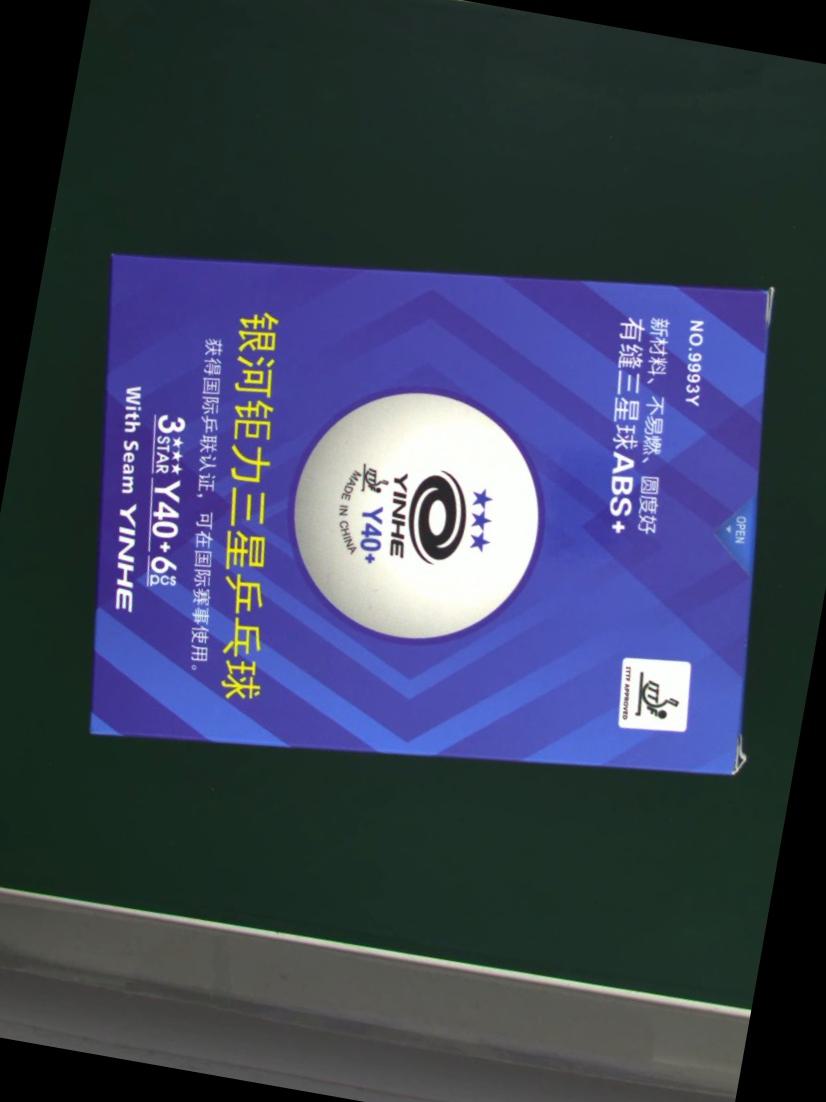 NO.9993Y
OPEN
新材料、不易燃、圆度好
有缝三星球ABS+
ITTF APPROVED
YINHE
Y40+
MADE IN CHINA
银河钜力三星乒乓球
获得国际乒联认证，可在国际赛事使用。
3 STAR Y40+ 6
With Seam YINHE